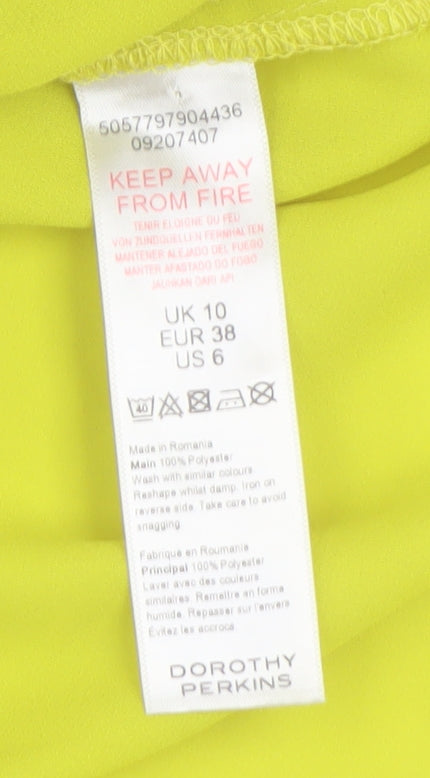 5057797904436
09207407
KEEP AWAY
FROM FIRE
TENIR ELOIGNE DU FEU
VON ZUNDQUELLEN FERNHALTEN
MANTENER ALEJADO DEL FUEGO
MANTER AFASTADO DO FOGO
JAUHKAN DARI API
UK 10
EUR 38
US 6
40
Made in Romania
Main 100% Polyester
Wash with similar colours.
Reshape whilst damp. Iron on
reverse side. Take care to avoid
snagging.
Fabriqué en Roumanie
Principal 100% Polyester
Laver avec des couleurs
similaires. Remettre en forme
humide. Repasser sur l'envers.
Evitez les accrocs.
DOROTHY
PERKINS